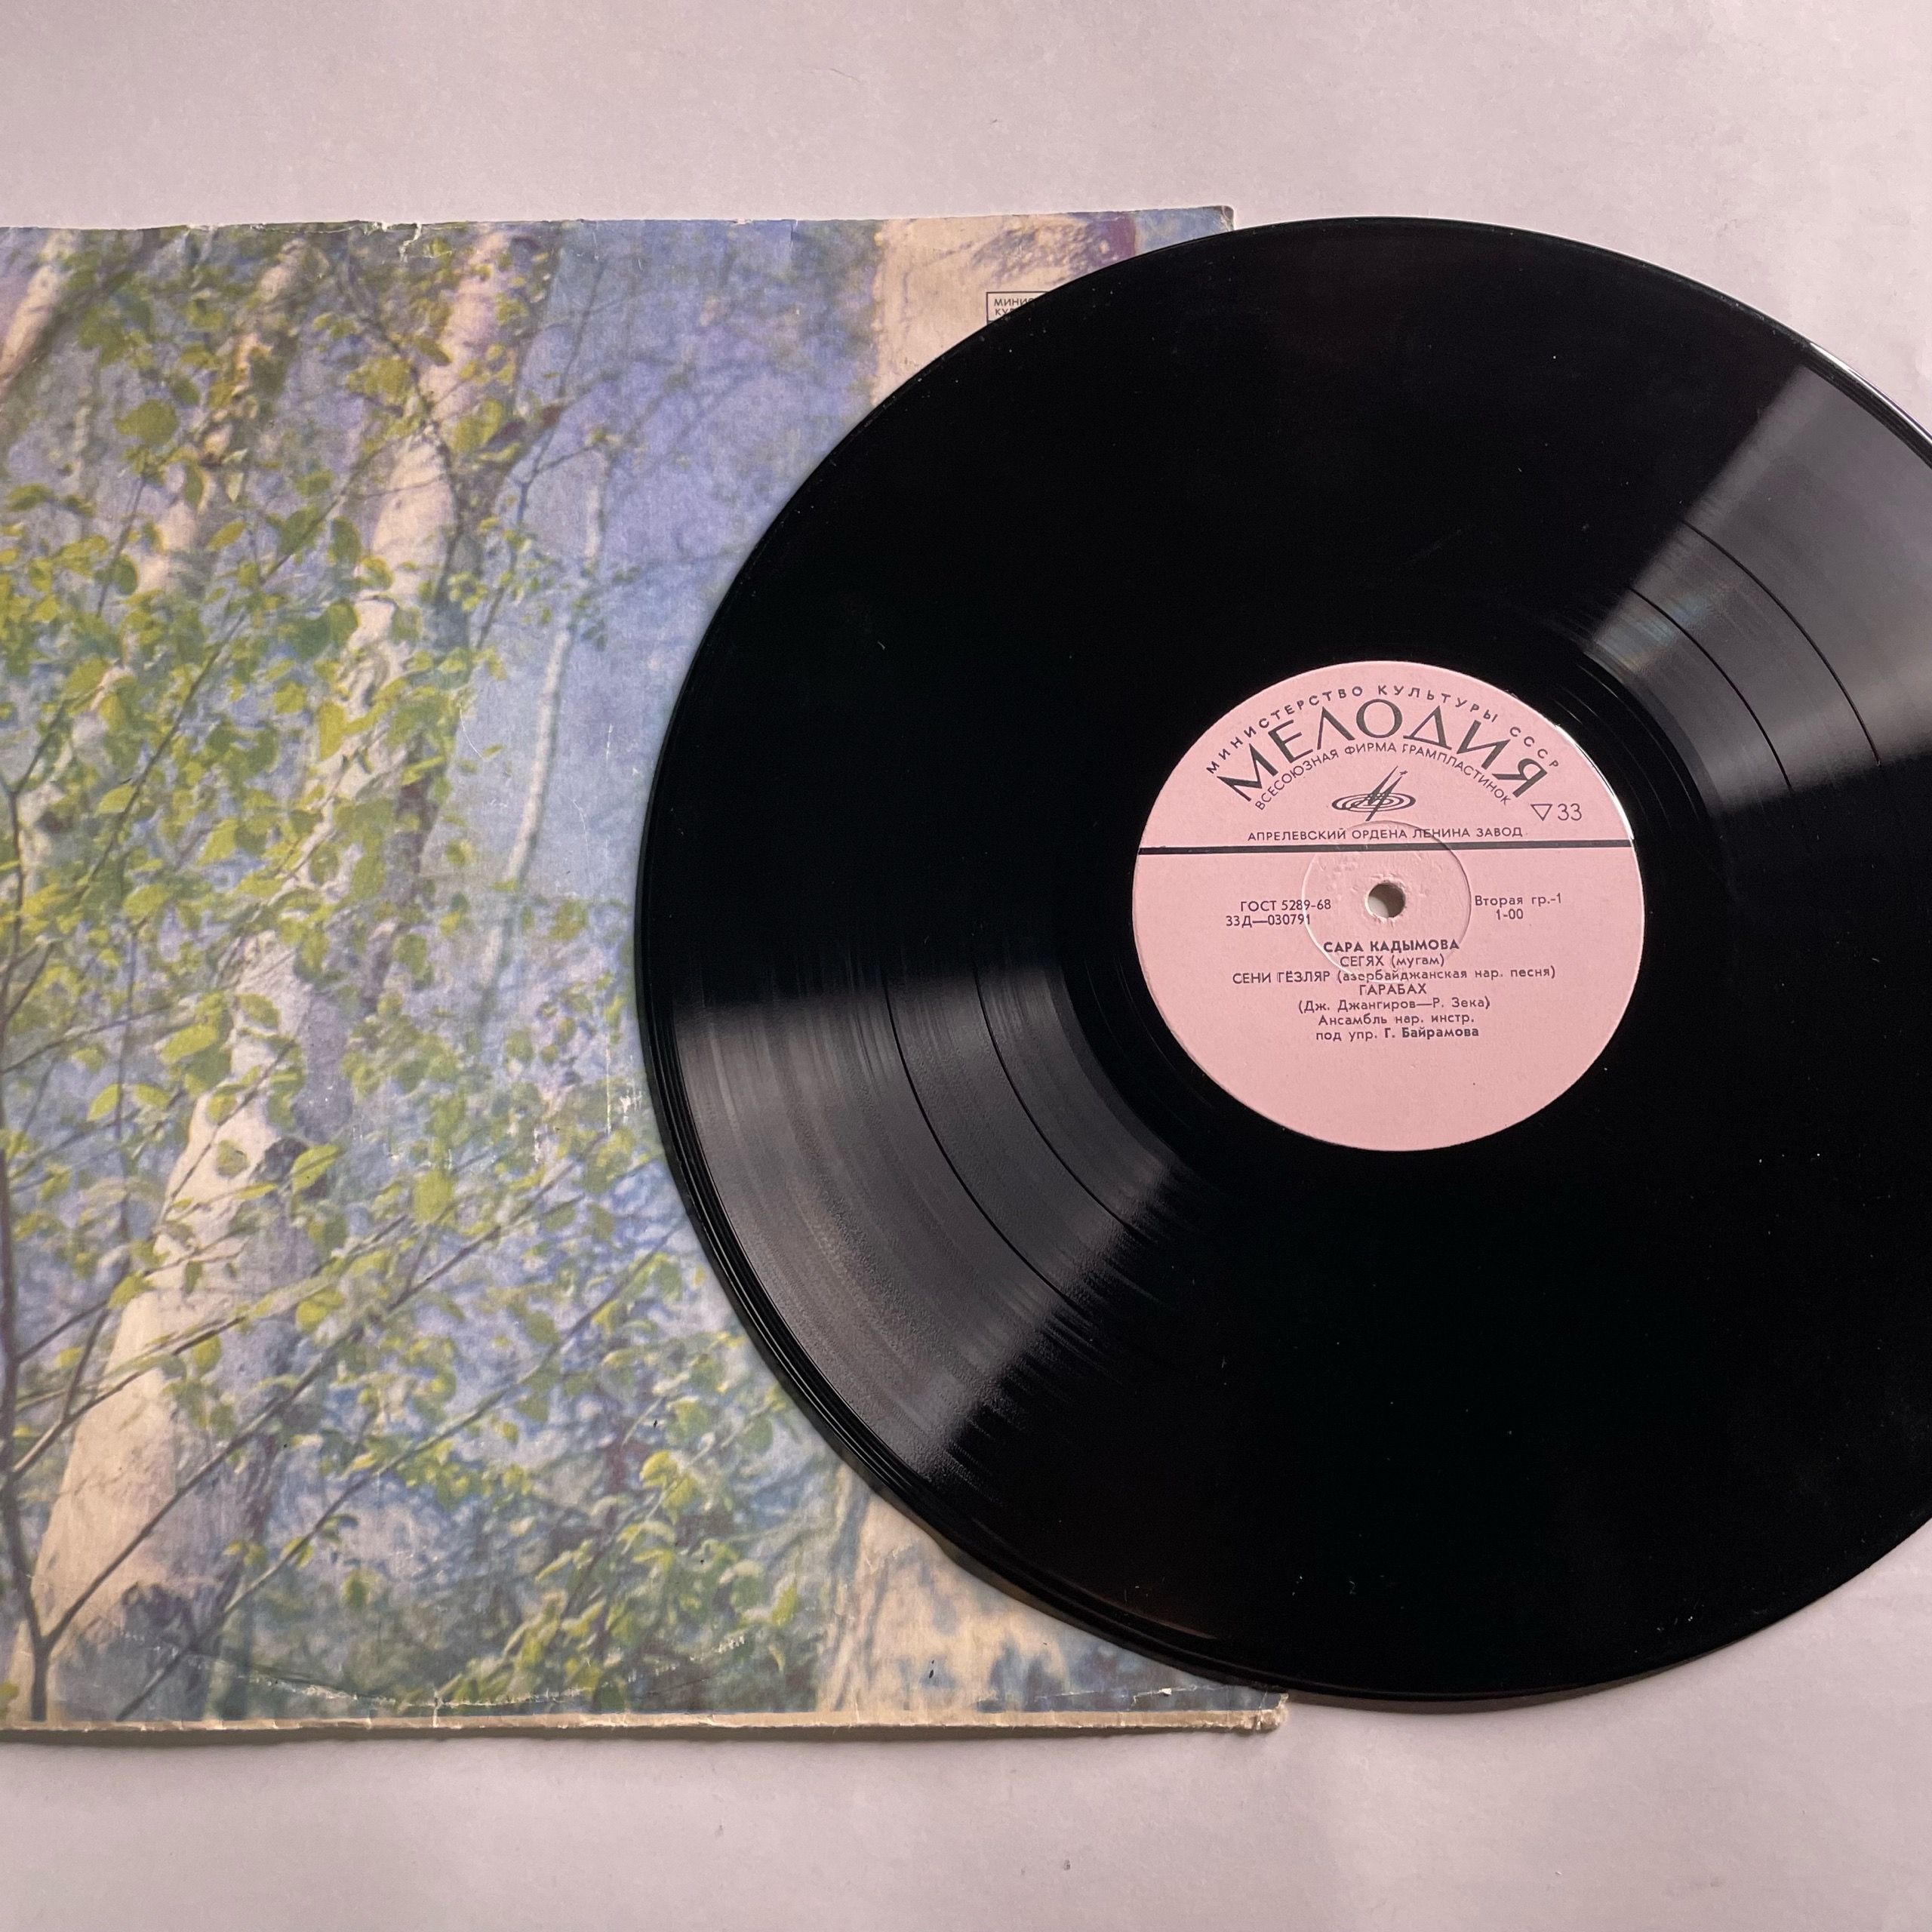 МИНИСТЕРСТВО КУЛЬТУРЫ СССР
МЕЛОДИЯ
ВСЕСОЮЗНАЯ ФИРМА ГРАМПЛАСТИНОК
▽33
АПРЕЛЕВСКИЙ ОРДЕНА ЛЕНИНА ЗАВОД
ГОСТ 5289-68
33Д—030791
Вторая гр.-1
1-00
САРА КАДЫМОВА
СЕГЯХ (мугам)
СЕНИ ГЁЗЛЯР (азербайджанская нар. песня)
ГАРАБАХ
(Дж. Джангиров—Р. Зека)
Ансамбль нар. инстр.
под упр. Г. Байрамова